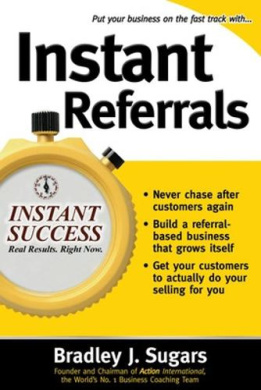 Put your business on the fast track with...
Instant
Referrals
INSTANT
SUCCESS
Real Results. Right Now.
• Never chase after
customers again
• Build a referral-
based business
that grows itself
• Get your customers
to actually do your
selling for you
Bradley J. Sugars
Founder and Chairman of Action International,
the World's No. 1 Business Coaching Team